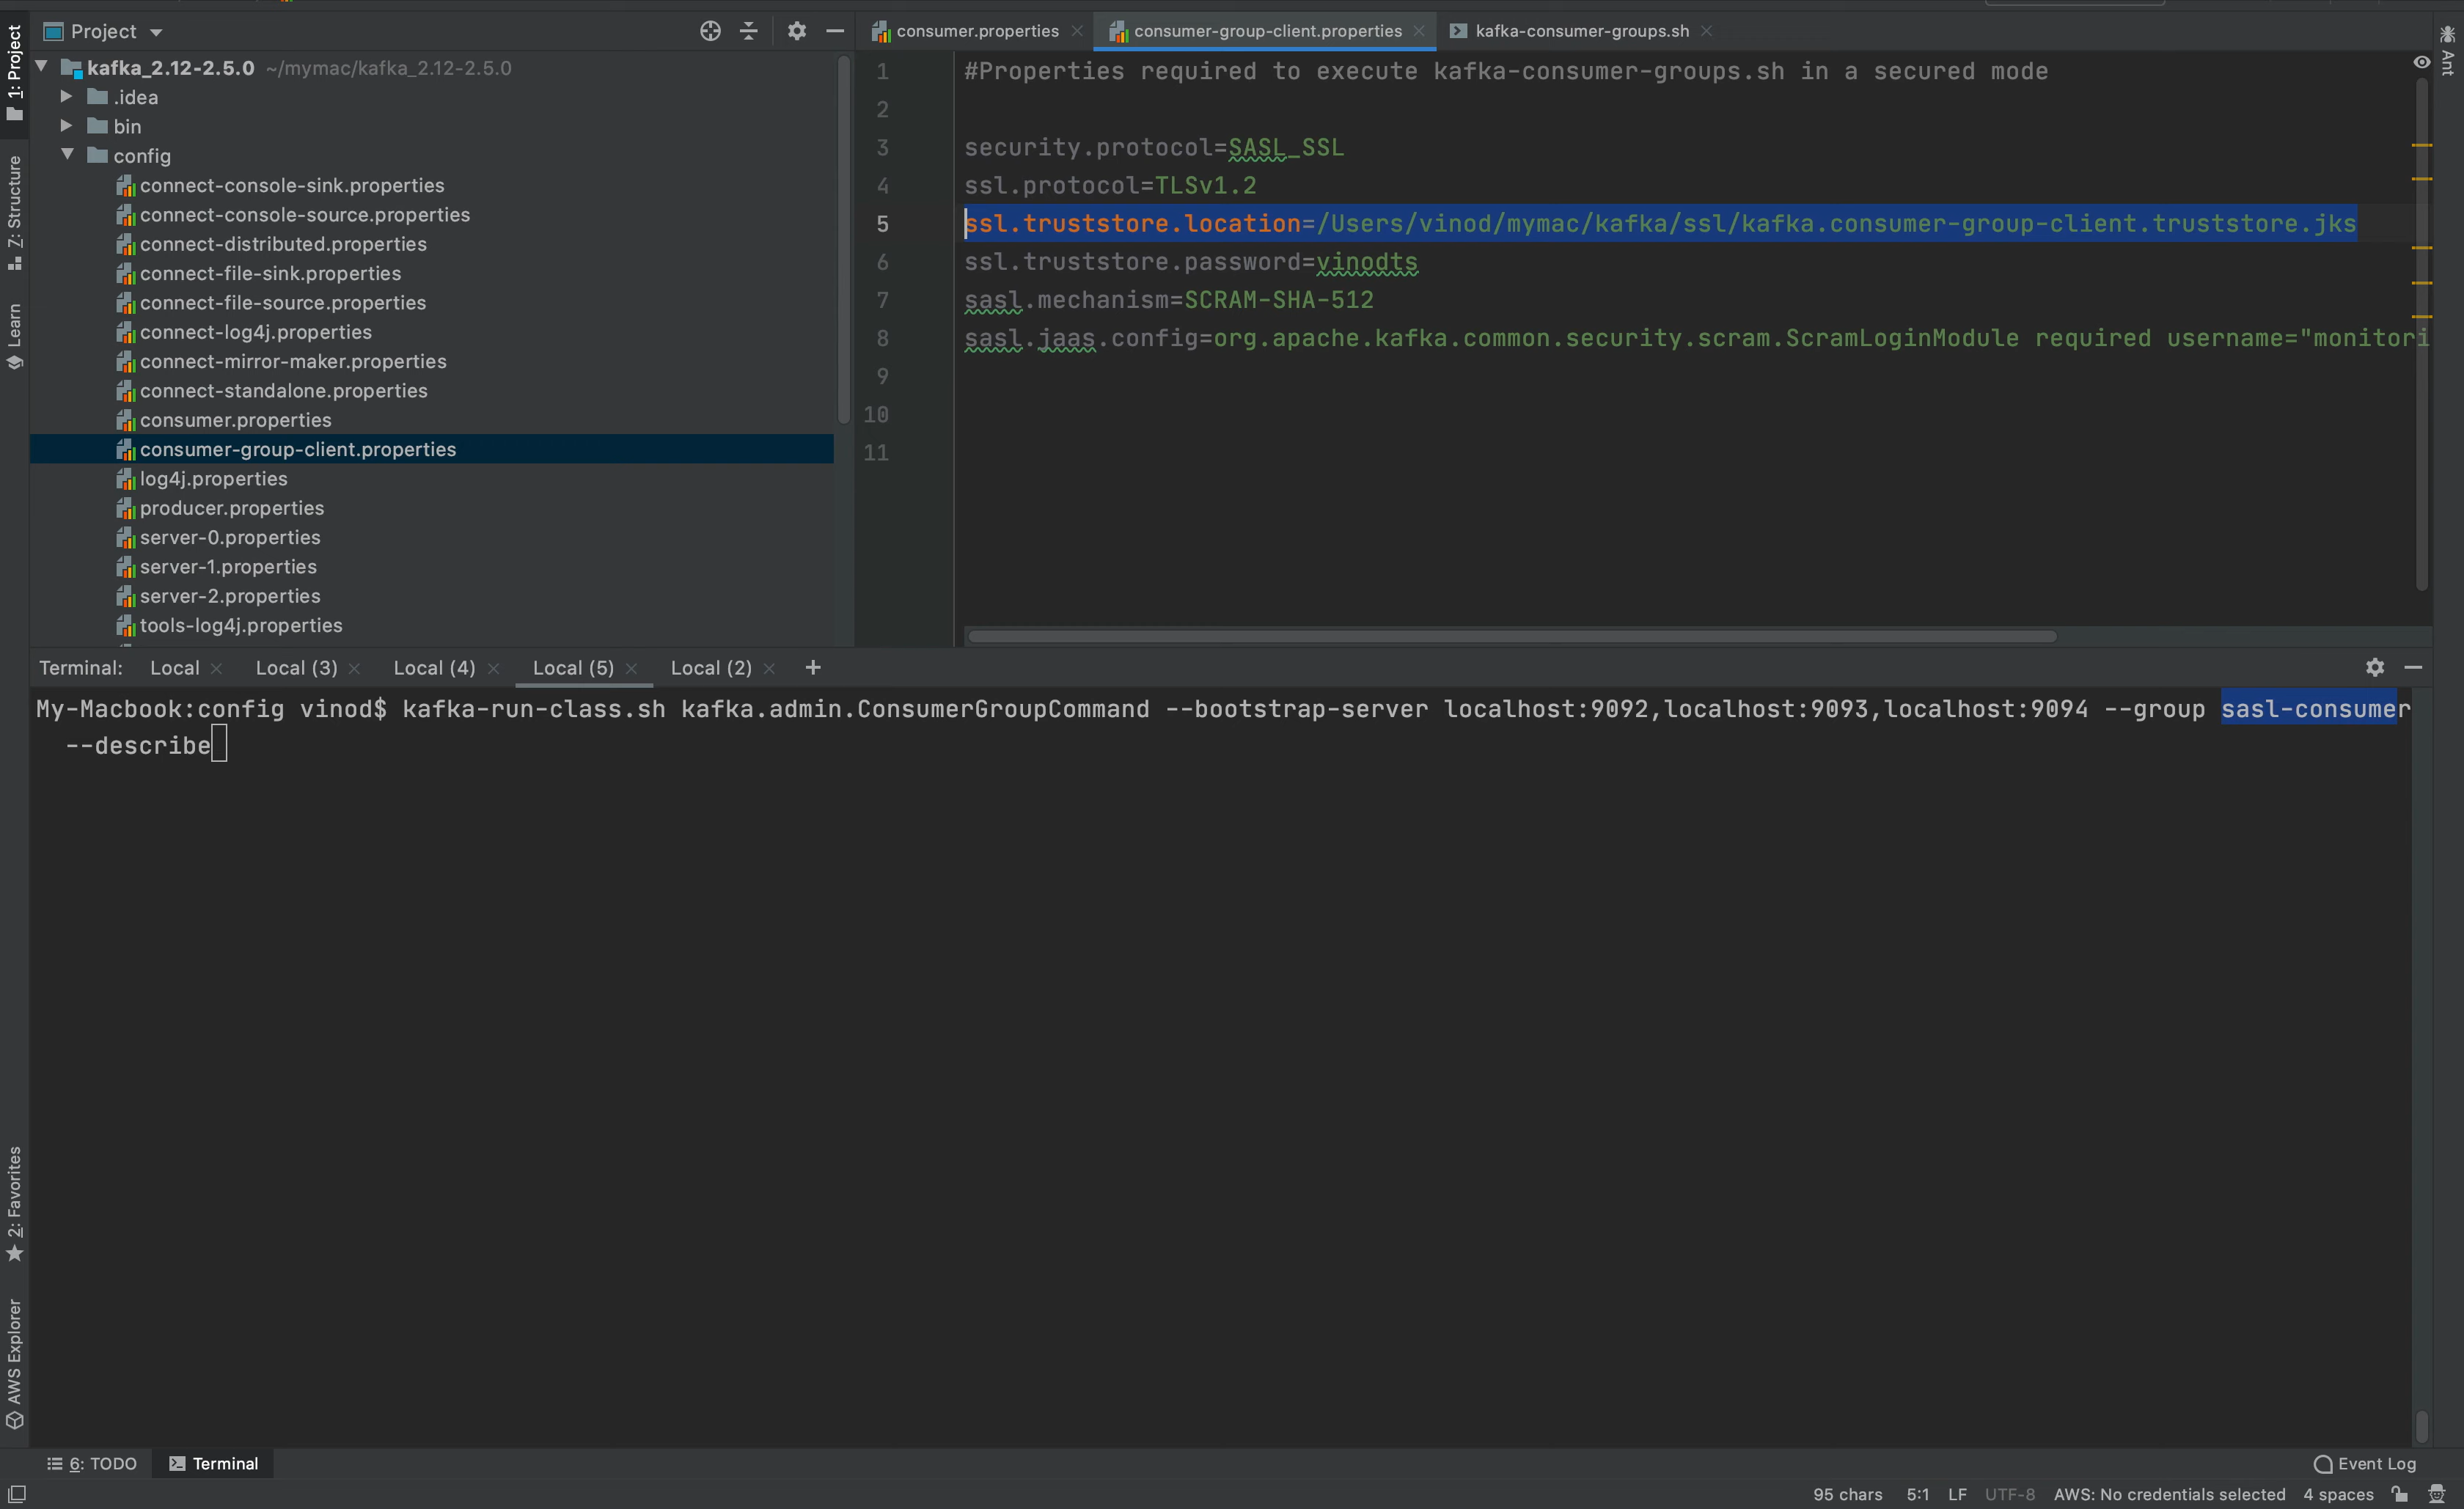 1: Project
7: Structure
Learn
2: Favorites
AWS Explorer
Project
kafka_2.12-2.5.0 ~/mymac/kafka_2.12-2.5.0
.idea
bin
config
connect-console-sink.properties
connect-console-source.properties
connect-distributed.properties
connect-file-sink.properties
connect-file-source.properties
connect-log4j.properties
connect-mirror-maker.properties
connect-standalone.properties
consumer.properties
consumer-group-client.properties
log4j.properties
producer.properties
server-0.properties
server-1.properties
server-2.properties
tools-log4j.properties
consumer.properties consumer-group-client.properties kafka-consumer-groups.sh
1 #Properties required to execute kafka-consumer-groups.sh in a secured mode
2
3 security.protocol=SASL_SSL
4 ssl.protocol=TLSv1.2
5 ssl.truststore.location=/Users/vinod/mymac/kafka/ssl/kafka.consumer-group-client.truststore.jks
6 ssl.truststore.password=vinodts
7 sasl.mechanism=SCRAM-SHA-512
8 sasl.jaas.config=org.apache.kafka.common.security.scram.ScramLoginModule required username="monitori
9
10
11
Ant
Terminal: Local Local (3) Local (4) Local (5) Local (2) +
My-Macbook:config vinod$ kafka-run-class.sh kafka.admin.ConsumerGroupCommand --bootstrap-server localhost:9092,localhost:9093,localhost:9094 --group sasl-consumer
--describe
6: TODO Terminal Event Log
95 chars 5:1 LF UTF-8 AWS: No credentials selected 4 spaces